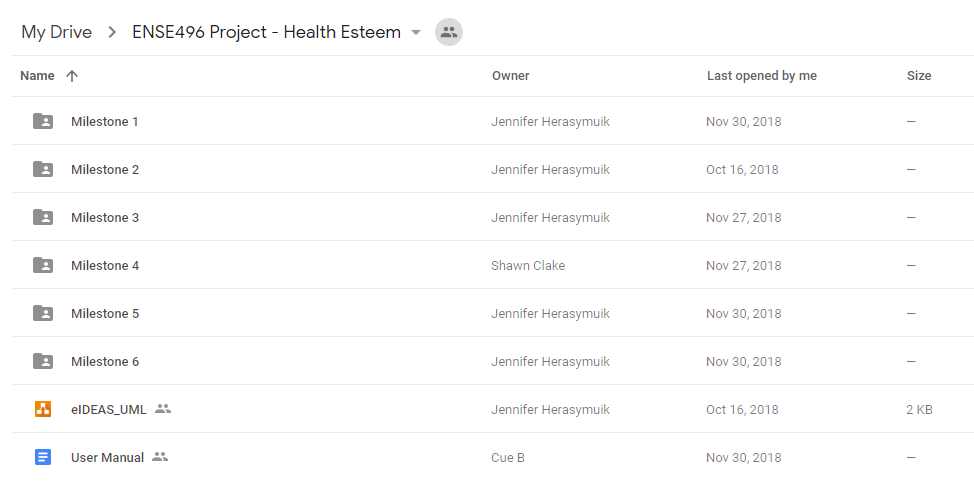 My Drive > ENSE496 Project - Health Esteem
Name Owner Last opened by me Size
Milestone 1 Jennifer Herasymuik Nov 30, 2018 —
Milestone 2 Jennifer Herasymuik Oct 16, 2018 —
Milestone 3 Jennifer Herasymuik Nov 27, 2018 —
Milestone 4 Shawn Clake Nov 27, 2018 —
Milestone 5 Jennifer Herasymuik Nov 30, 2018 —
Milestone 6 Jennifer Herasymuik Nov 30, 2018 —
eIDEAS_UML Jennifer Herasymuik Oct 16, 2018 2 KB
User Manual Cue B Nov 30, 2018 —